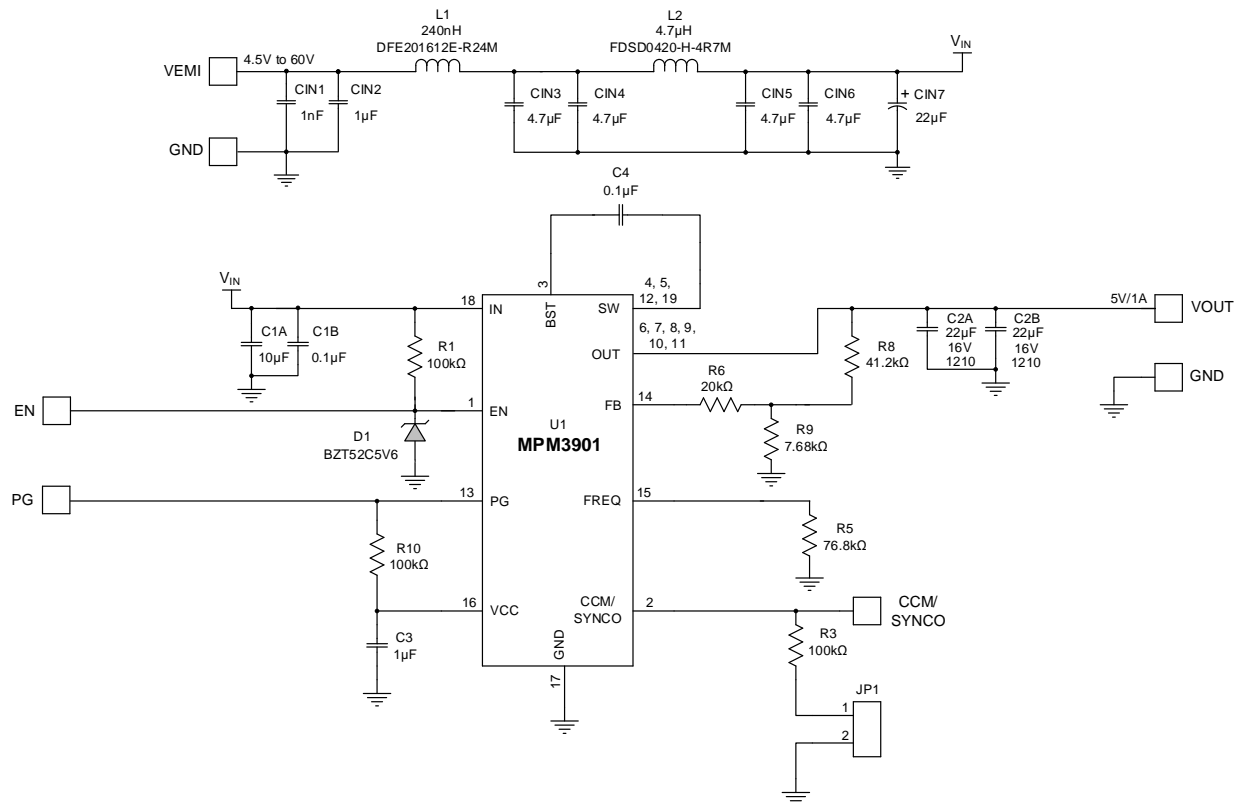 L1
240nH
DFE201612E-R24M
L2
4.7µH
FDSD0420-H-4R7M
VEMI
4.5V to 60V
VIN
CIN1
1nF
CIN2
1µF
CIN3
4.7µF
CIN4
4.7µF
CIN5
4.7µF
CIN6
4.7µF
+ CIN7
22µF
GND
C4
0.1µF
VIN
C1A
10µF
C1B
0.1µF
R1
100kΩ
18
IN
3
BST
4, 5,
12, 19
SW
6, 7, 8, 9,
10, 11
OUT
R8
41.2kΩ
C2A
22µF
16V
1210
C2B
22µF
16V
1210
5V/1A
VOUT
GND
EN
1
EN
D1
BZT52C5V6
U1
MPM3901
FB
14
R6
20kΩ
R9
7.68kΩ
PG
13
PG
R10
100kΩ
FREQ
15
R5
76.8kΩ
16
VCC
C3
1µF
CCM/
SYNCO
2
CCM/
SYNCO
R3
100kΩ
GND
17
JP1
1
2